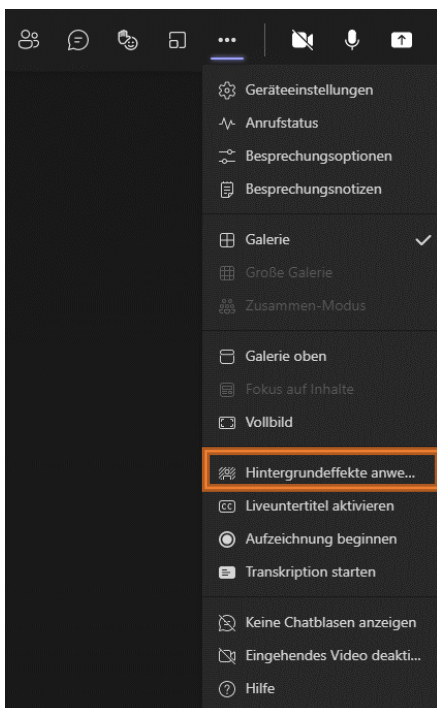 Geräteeinstellungen
Anrufstatus
Besprechungsoptionen
Besprechungsnotizen
Galerie
Große Galerie
Zusammen-Modus
Galerie oben
Fokus auf Inhalte
Vollbild
Hintergrundeffekte anwe...
CC Liveuntertitel aktivieren
Aufzeichnung beginnen
Transkription starten
Keine Chatblasen anzeigen
Eingehendes Video deakti...
? Hilfe